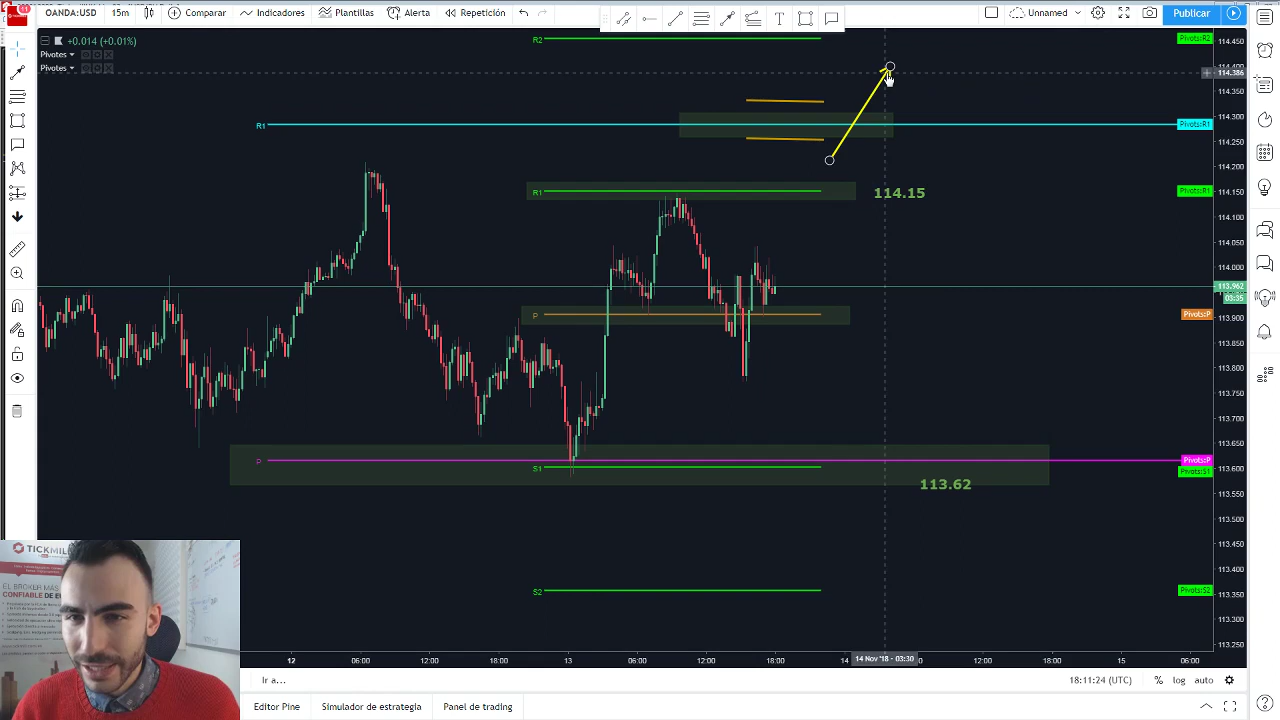 11
OANDA:USD
15m
Comparar
Indicadores
Plantillas
Alerta
Repetición
T
Unnamed
Publicar
+0.014 (+0.01%)
Pivotes
Pivotes
R2
R1
R1
P
P
S1
S2
114.15
113.62
Pivots:R2
Pivots:R1
Pivots:R1
Pivots:P
Pivots:P
Pivots:S1
Pivots:S2
114.450
114.400
114.386
114.350
114.300
114.250
114.200
114.150
114.100
114.050
114.000
113.962
03:35
113.900
113.850
113.800
113.750
113.700
113.650
113.600
113.550
113.500
113.450
113.400
113.350
113.300
113.250
12
06:00
12:00
18:00
13
06:00
12:00
18:00
14
14 Nov '18 - 03:30
12:00
18:00
15
06:00
Ir a...
18:11:24 (UTC)
%
log
auto
Editor Pine
Simulador de estrategia
Panel de trading
TICKMILL
EL BROKER MÁS
CONFIABLE DE E